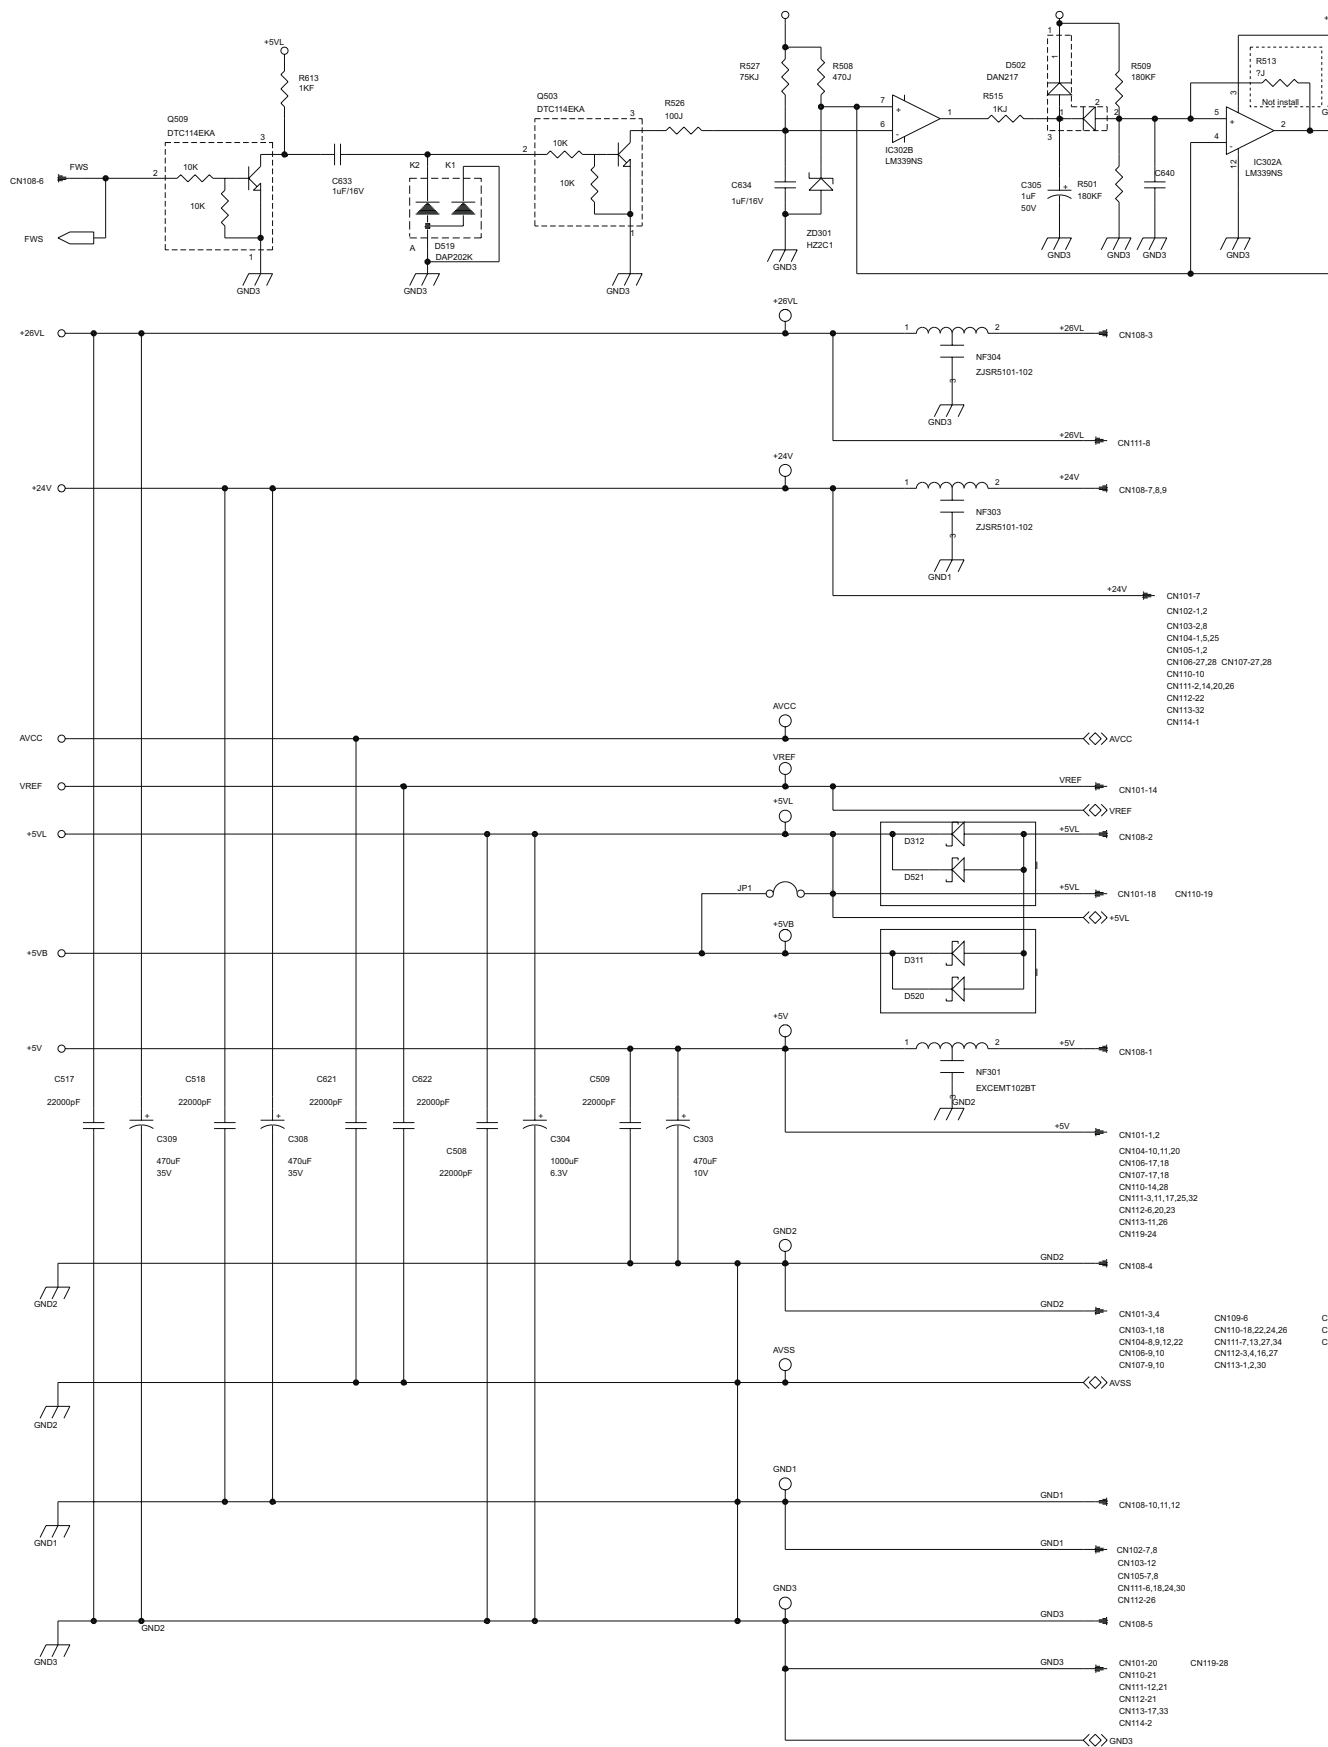 +5VL
R613
1KF
Q509
DTC114EKA
3
10K
10K
2
1
FWS
CN108-6
FWS
GND3
C633
1uF/16V
K2
K1
A
D519
DAP202K
GND3
Q503
DTC114EKA
2
10K
10K
3
1
GND3
R526
100J
R527
75KJ
R508
470J
C634
1uF/16V
ZD301
HZ2C1
GND3
7
6
+
-
1
IC302B
LM339NS
R515
1KJ
D502
DAN217
1
1
1
2
2
3
R509
180KF
C305
1uF
50V
+
R501
180KF
C640
GND3
GND3
GND3
R513
?J
Not install
3
5
4
+
-
2
12
IC302A
LM339NS
GND3
+26VL
+26VL
1
2
+26VL
CN108-3
NF304
ZJSR5101-102
3
GND3
+26VL
CN111-8
+24V
+24V
1
2
+24V
CN108-7,8,9
NF303
ZJSR5101-102
3
GND1
+24V
CN101-7
CN102-1,2
CN103-2,8
CN104-1,5,25
CN105-1,2
CN106-27,28 CN107-27,28
CN110-10
CN111-2,14,20,26
CN112-22
CN113-32
CN114-1
AVCC
AVCC
AVCC
VREF
VREF
VREF
CN101-14
VREF
+5VL
+5VL
D312
D521
+5VL
CN108-2
JP1
+5VL
CN101-18 CN110-19
+5VL
+5VB
+5VB
D311
D520
+5V
+5V
1
2
+5V
CN108-1
NF301
EXCEMT102BT
3
GND2
C517
22000pF
C518
22000pF
C621
22000pF
C622
22000pF
C509
22000pF
+
C309
470uF
35V
+
C308
470uF
35V
C508
22000pF
+
C304
1000uF
6.3V
+
C303
470uF
10V
+5V
CN101-1,2
CN104-10,11,20
CN106-17,18
CN107-17,18
CN110-14,28
CN111-3,11,17,25,32
CN112-6,20,23
CN113-11,26
CN119-24
GND2
GND2
GND2
CN108-4
GND2
CN101-3,4
CN103-1,18
CN104-8,9,12,22
CN106-9,10
CN107-9,10
CN109-6
CN110-18,22,24,26
CN111-7,13,27,34
CN112-3,4,16,27
CN113-1,2,30
AVSS
AVSS
GND2
GND1
GND1
GND1
CN108-10,11,12
GND1
CN102-7,8
CN103-12
CN105-7,8
CN111-6,18,24,30
CN112-26
GND3
GND2
GND3
GND3
CN108-5
GND3
CN101-20 CN119-28
CN110-21
CN111-12,21
CN112-21
CN113-17,33
CN114-2
GND3